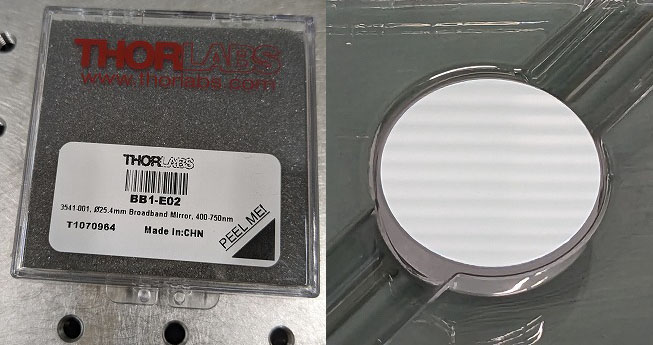 THORLABS
www.thorlabs.com
THORLABS
BB1-E02
3541-001, Ø25.4mm Broadband Mirror, 400-750nm
T1070964 Made in:CHN
PEEL ME!